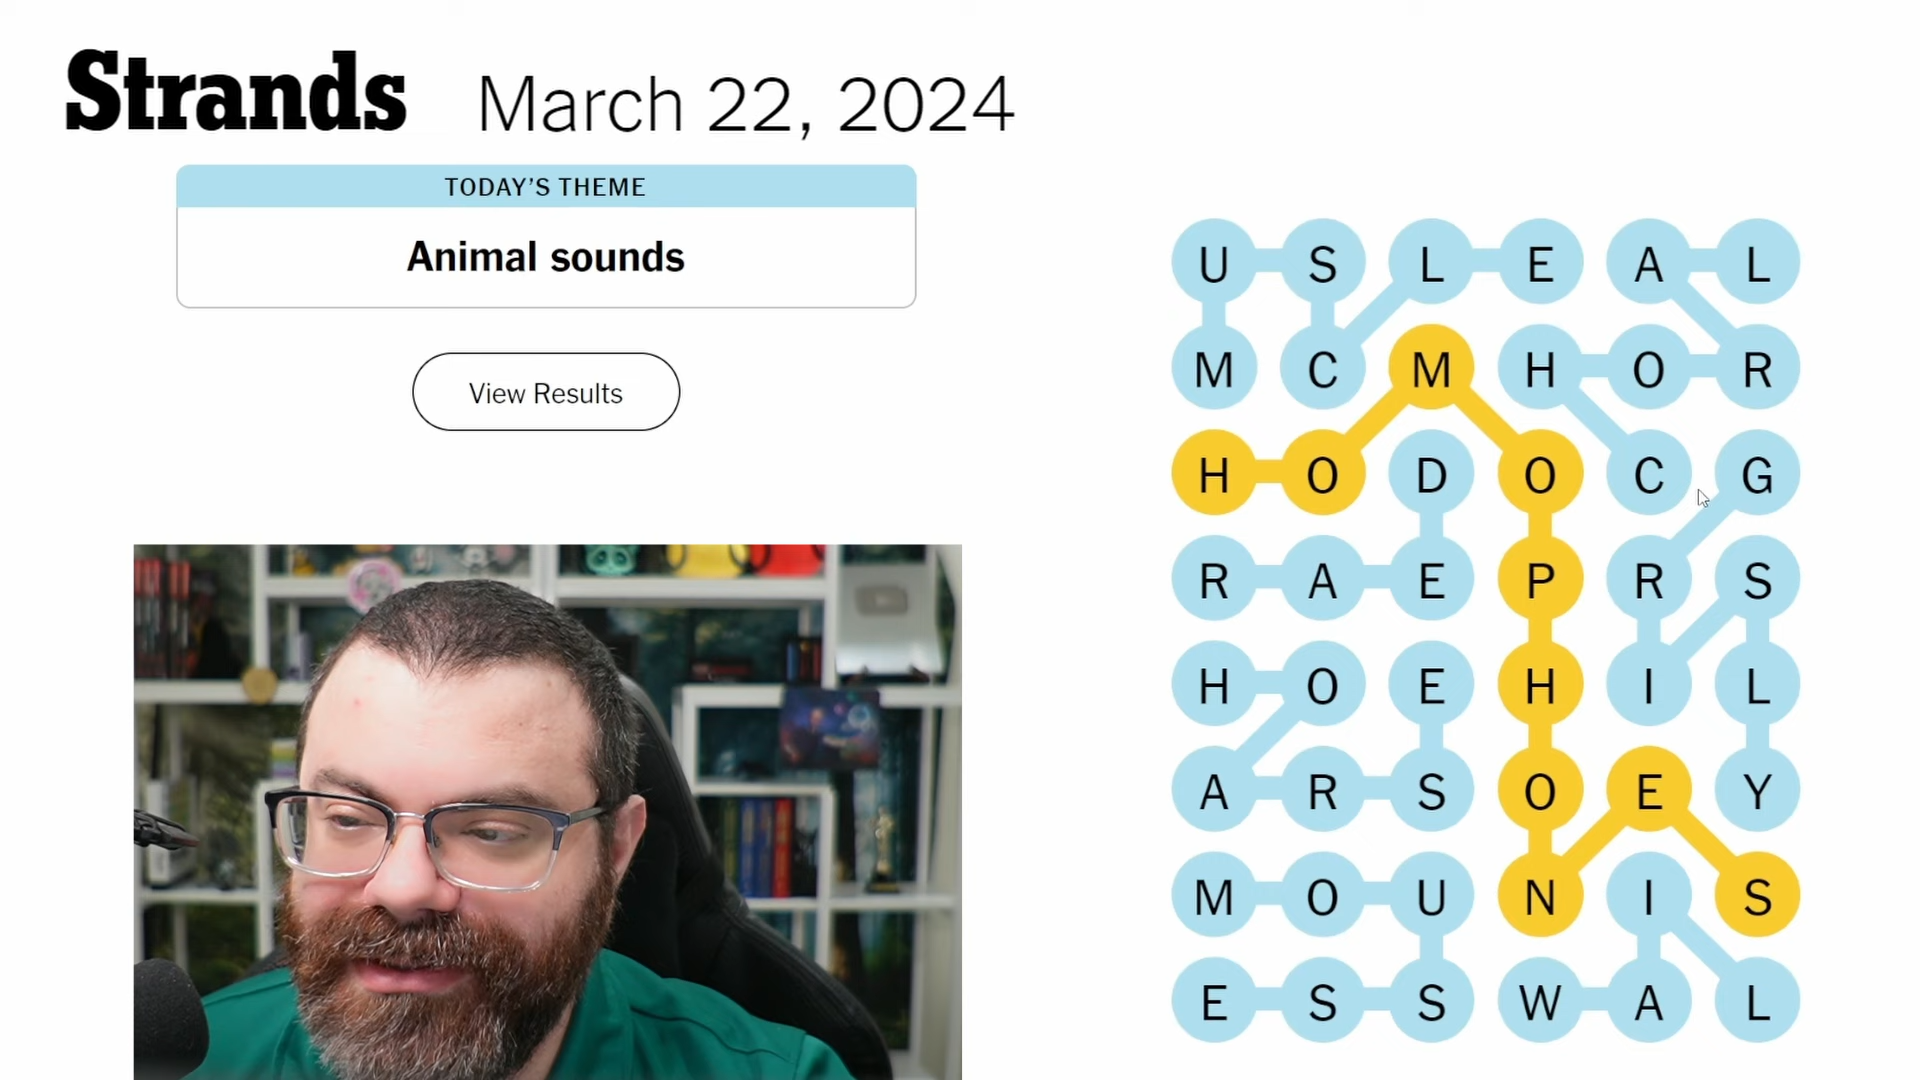 Strands March 22, 2024
TODAY'S THEME
Animal sounds
View Results
U S L E A L
M C M H O R
H O D O C G
R A E P R S
H O E H I L
A R S O E Y
M O U N I S
E S S W A L